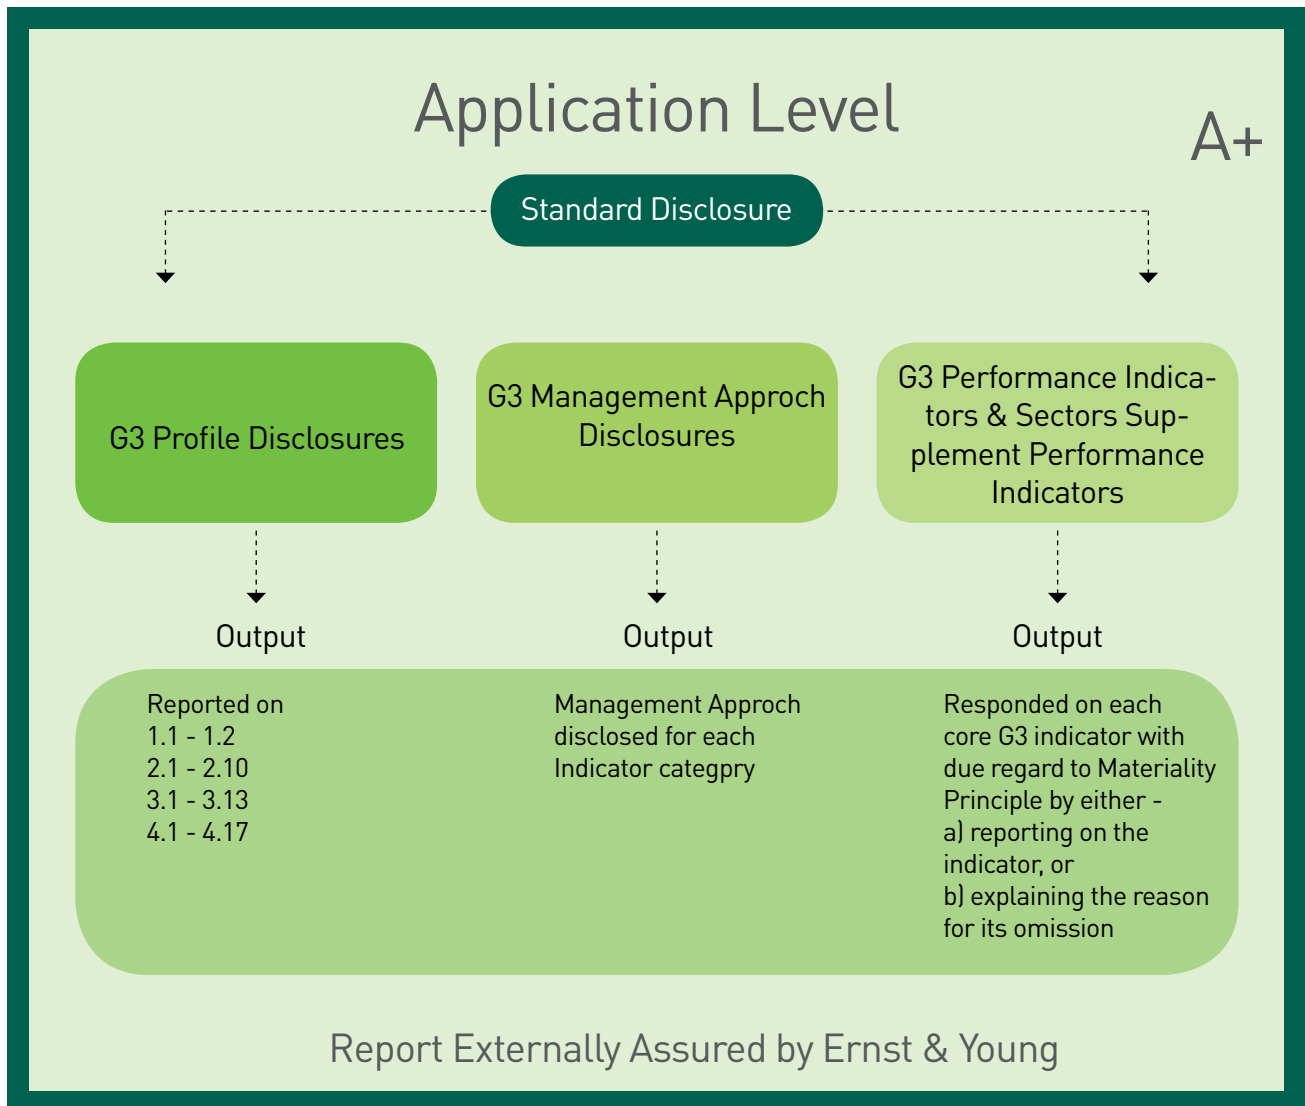 Application Level
A+
Standard Disclosure
G3 Profile Disclosures
G3 Management Approch
Disclosures
G3 Performance Indica-
tors & Sectors Sup-
plement Performance
Indicators
Output
Output
Output
Reported on
1.1 - 1.2
2.1 - 2.10
3.1 - 3.13
4.1 - 4.17
Management Approch
disclosed for each
Indicator categpry
Responded on each
core G3 indicator with
due regard to Materiality
Principle by either -
a) reporting on the
indicator, or
b) explaining the reason
for its omission
Report Externally Assured by Ernst & Young